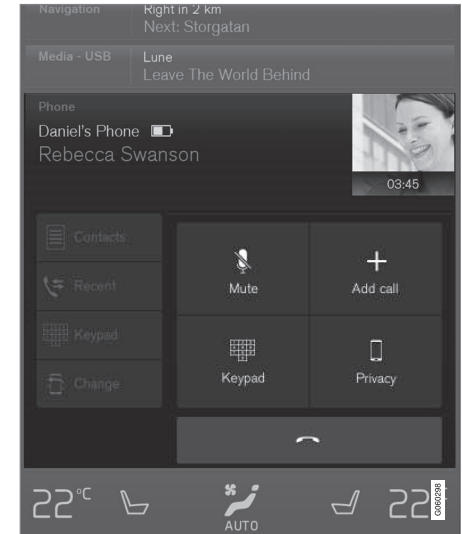 Navigation
Right in 2 km
Next: Storgatan
Media - USB
Lune
Leave The World Behind
Phone
Daniel's Phone
Rebecca Swanson
03:45
Contacts
Recent
Keypad
Change
Mute
Add call
Keypad
Privacy
22°C
AUTO
22
G060298